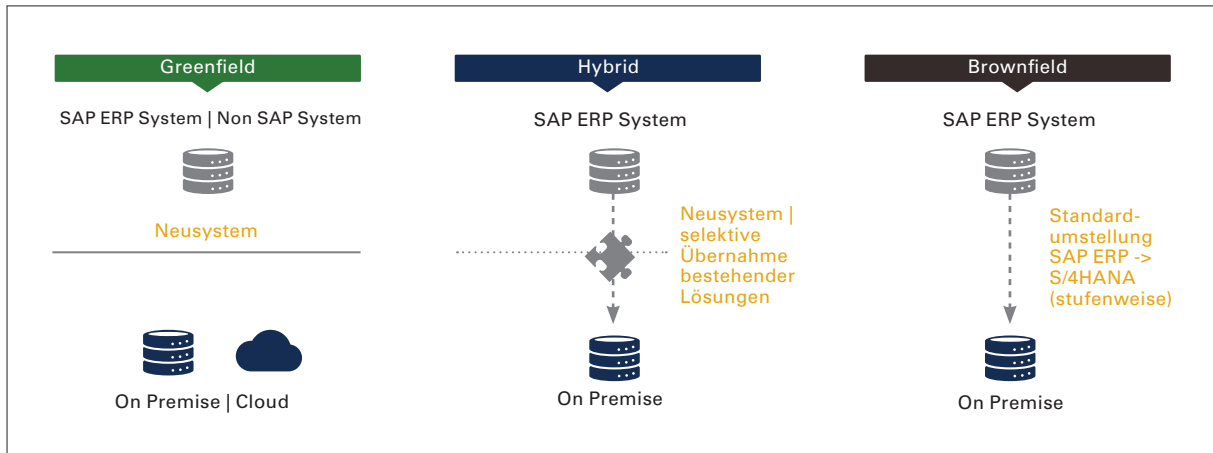 Greenfield
SAP ERP System | Non SAP System
Neusystem
On Premise | Cloud
Hybrid
SAP ERP System
Neusystem |
selektive
Übernahme
bestehender
Lösungen
On Premise
Brownfield
SAP ERP System
Standard-
umstellung
SAP ERP ->
S/4HANA
(stufenweise)
On Premise